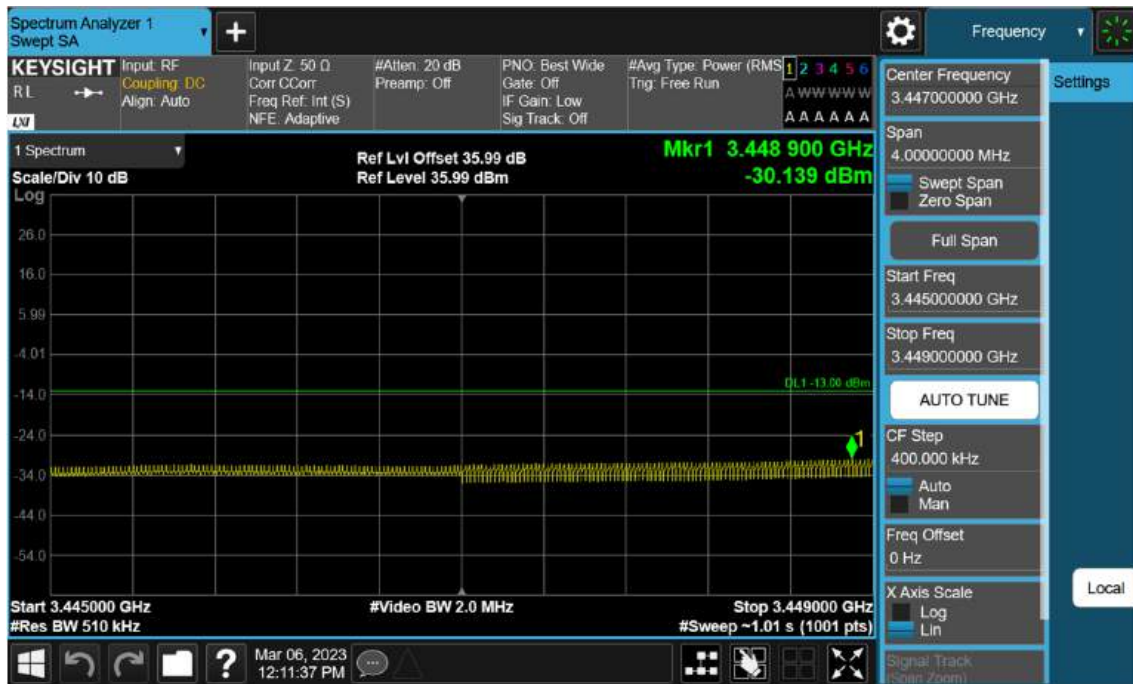 Spectrum Analyzer 1
Swept SA
+
Frequency
KEYSIGHT
RL
LXI
Input: RF
Coupling: DC
Align: Auto
Input Z: 50 Ω
Corr CCorr
Freq Ref: Int (S)
NFE: Adaptive
#Atten: 20 dB
Preamp: Off
PNO: Best Wide
Gate: Off
IF Gain: Low
Sig Track: Off
#Avg Type: Power (RMS
Trig: Free Run
1 2 3 4 5 6
A W W W W W
A A A A A A
1 Spectrum
Scale/Div 10 dB
Log
Ref Lvl Offset 35.99 dB
Ref Level 35.99 dBm
Mkr1 3.448 900 GHz
-30.139 dBm
26.0
16.0
5.99
-4.01
-14.0
-24.0
-34.0
-44.0
-54.0
DL1 -13.00 dBm
1
Start 3.445000 GHz
#Res BW 510 kHz
#Video BW 2.0 MHz
Stop 3.449000 GHz
#Sweep ~1.01 s (1001 pts)
Center Frequency
3.447000000 GHz
Settings
Span
4.00000000 MHz
Swept Span
Zero Span
Full Span
Start Freq
3.445000000 GHz
Stop Freq
3.449000000 GHz
AUTO TUNE
CF Step
400.000 kHz
Auto
Man
Freq Offset
0 Hz
X Axis Scale
Log
Lin
Signal Track
(Span Zoom)
Local
?
Mar 06, 2023
12:11:37 PM